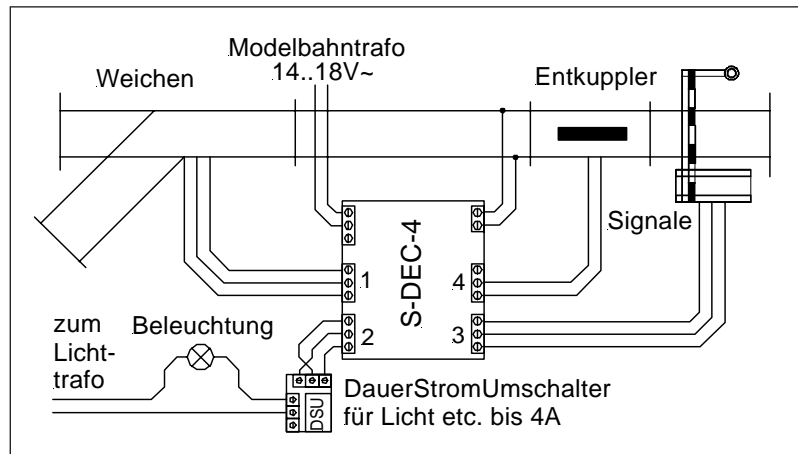 Modelbahntrafo
14..18V~
Weichen
Entkuppler
Signale
S-DEC-4
1
4
2
3
zum
Licht-
trafo
Beleuchtung
DSU
DauerStromUmschalter
für Licht etc. bis 4A